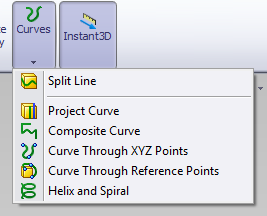 Curves
Instant3D
Split Line
Project Curve
Composite Curve
Curve Through XYZ Points
Curve Through Reference Points
Helix and Spiral